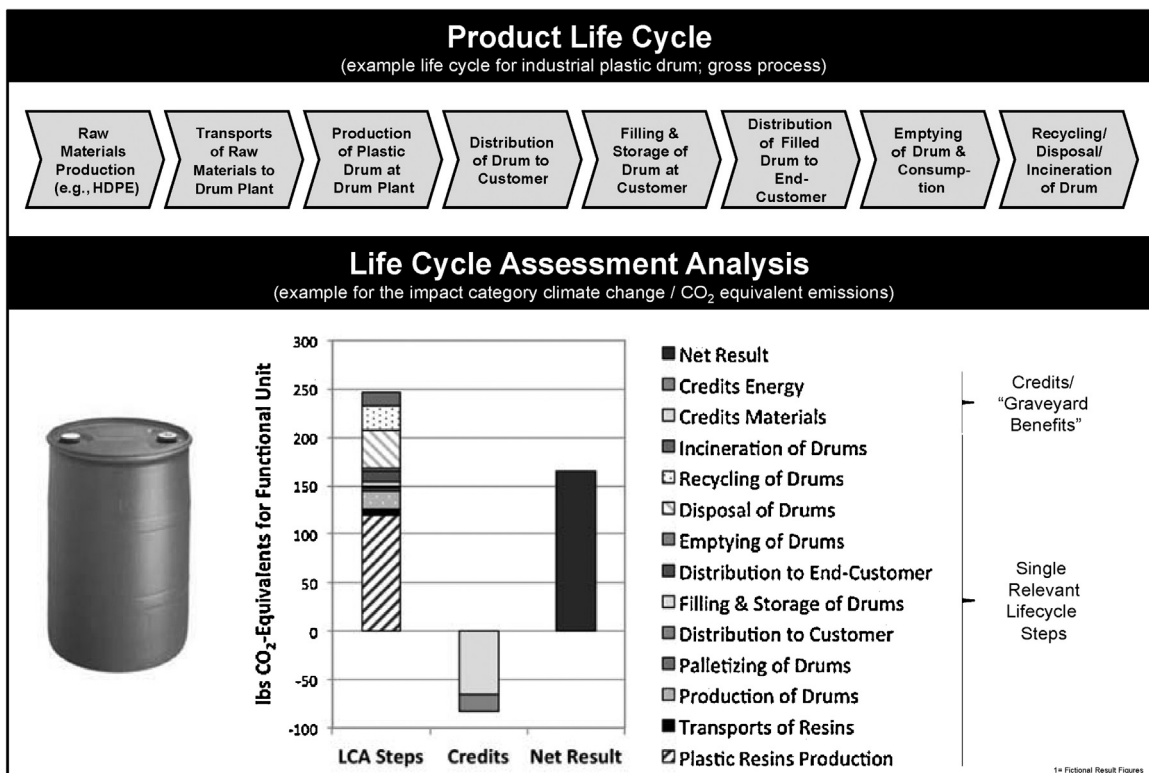 Product Life Cycle
(example life cycle for industrial plastic drum; gross process)
Raw
Materials
Production
(e.g., HDPE)
Transports
of Raw
Materials to
Drum Plant
Production
of Plastic
Drum at
Drum Plant
Distribution
of Drum to
Customer
Filling &
Storage of
Drum at
Customer
Distribution
of Filled
Drum to
End-
Customer
Emptying
of Drum &
Consump-
tion
Recycling/
Disposal/
Incineration
of Drum
Life Cycle Assessment Analysis
(example for the impact category climate change / CO₂ equivalent emissions)
lbs CO₂-Equivalents for Functional Unit
300
250
200
150
100
50
0
-50
-100
LCA Steps
Credits
Net Result
Net Result
Credits Energy
Credits Materials
Incineration of Drums
Recycling of Drums
Disposal of Drums
Emptying of Drums
Distribution to End-Customer
Filling & Storage of Drums
Distribution to Customer
Palletizing of Drums
Production of Drums
Transports of Resins
Plastic Resins Production
Credits/
“Graveyard
Benefits”
Single
Relevant
Lifecycle
Steps
1= Fictional Result Figures